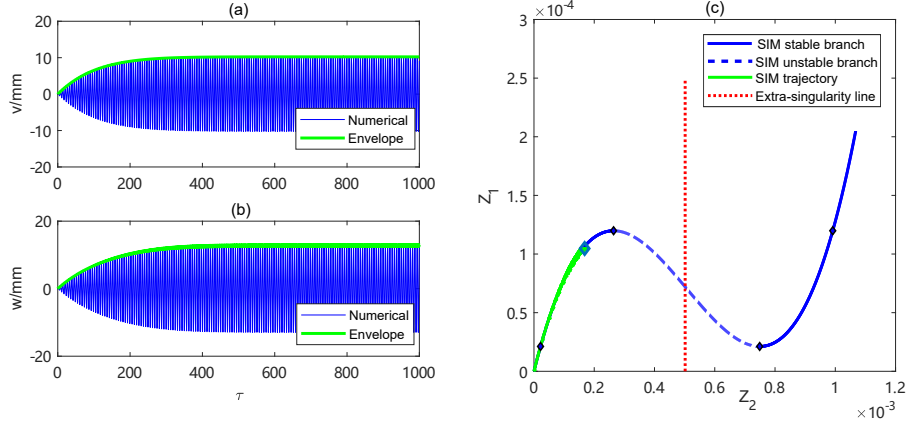 (a)
v/mm
20
10
0
-10
-20
0
200
400
600
800
1000
Numerical
Envelope
(b)
w/mm
20
0
-20
0
200
400
600
800
1000
τ
Numerical
Envelope
(c)
×10⁻⁴
Z₁
3
2.5
2
1.5
1
0.5
0
0
0.2
0.4
0.6
0.8
1
1.2
Z₂
×10⁻³
SIM stable branch
SIM unstable branch
SIM trajectory
Extra-singularity line